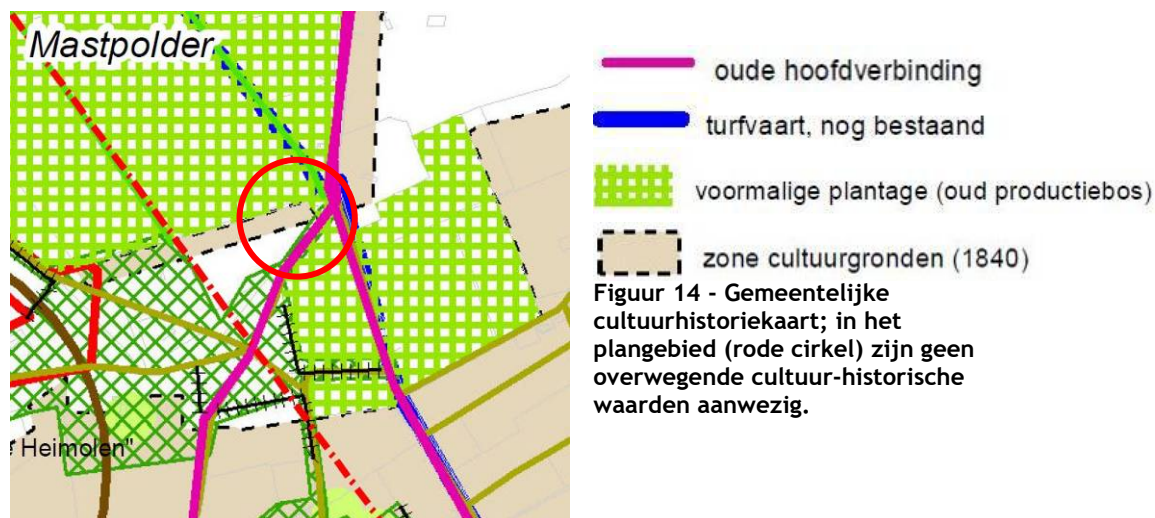 Mastpolder
Heimolen"
oude hoofdverbinding
turfvaart, nog bestaand
voormalige plantage (oud productiebos)
zone cultuurgronden (1840)
Figuur 14 - Gemeentelijke
cultuurhistoriekaart; in het
plangebied (rode cirkel) zijn geen
overwegende cultuur-historische
waarden aanwezig.